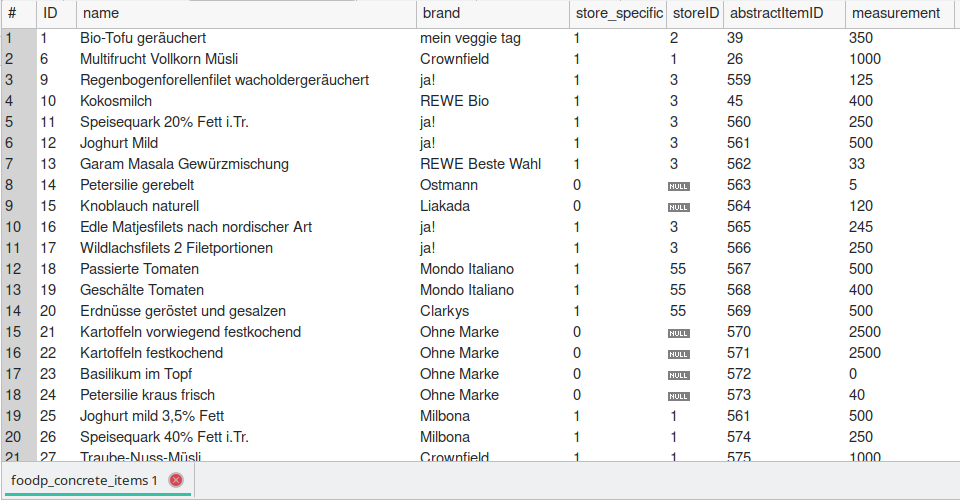 # ID name brand store_specific storeID abstractItemID measurement
1 1 Bio-Tofu geräuchert mein veggie tag 1 2 39 350
2 6 Multifrucht Vollkorn Müsli Crownfield 1 1 26 1000
3 9 Regenbogenforellenfilet wacholdergeräuchert ja! 1 3 559 125
4 10 Kokosmilch REWE Bio 1 3 45 400
5 11 Speisequark 20% Fett i.Tr. ja! 1 3 560 250
6 12 Joghurt Mild ja! 1 3 561 500
7 13 Garam Masala Gewürzmischung REWE Beste Wahl 1 3 562 33
8 14 Petersilie gerebelt Ostmann 0 NULL 563 5
9 15 Knoblauch naturell Liakada 0 NULL 564 120
10 16 Edle Matjesfilets nach nordischer Art ja! 1 3 565 245
11 17 Wildlachsfilets 2 Filetportionen ja! 1 3 566 250
12 18 Passierte Tomaten Mondo Italiano 1 55 567 500
13 19 Geschälte Tomaten Mondo Italiano 1 55 568 400
14 20 Erdnüsse geröstet und gesalzen Clarkys 1 55 569 500
15 21 Kartoffeln vorwiegend festkochend Ohne Marke 0 NULL 570 2500
16 22 Kartoffeln festkochend Ohne Marke 0 NULL 571 2500
17 23 Basilikum im Topf Ohne Marke 0 NULL 572 0
18 24 Petersilie kraus frisch Ohne Marke 0 NULL 573 40
19 25 Joghurt mild 3,5% Fett Milbona 1 1 561 500
20 26 Speisequark 40% Fett i.Tr. Milbona 1 1 574 250
21 27 Traube-Nuss-Müsli Crownfield 1 1 575 1000
foodp_concrete_items 1